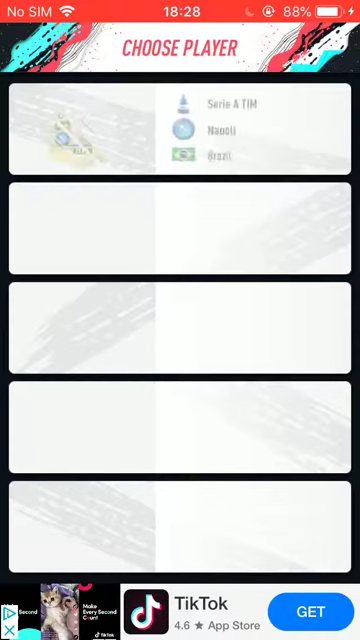 No SIM 18:28 88%
CHOOSE PLAYER
Serie A TIM
Napoli
Brazil
Make Every Second Count!
TikTok
TikTok
4.6 ★ App Store
GET